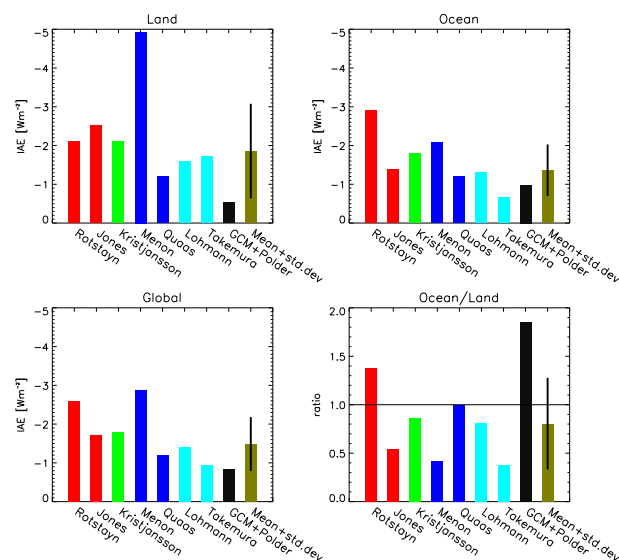 Land
-5
-4
-3
-2
-1
0
IAE [Wm⁻²]
Rotstayn
Jones
Kristjansson
Menon
Quaas
Lohmann
Takemura
GCM+Polder
Mean+std.dev
Ocean
-5
-4
-3
-2
-1
0
IAE [Wm⁻²]
Rotstayn
Jones
Kristjansson
Menon
Quaas
Lohmann
Takemura
GCM+Polder
Mean+std.dev
Global
-5
-4
-3
-2
-1
0
IAE [Wm⁻²]
Rotstayn
Jones
Kristjansson
Menon
Quaas
Lohmann
Takemura
GCM+Polder
Mean+std.dev
Ocean/Land
2.0
1.5
1.0
0.5
0.0
ratio
Rotstayn
Jones
Kristjansson
Menon
Quaas
Lohmann
Takemura
GCM+Polder
Mean+std.dev